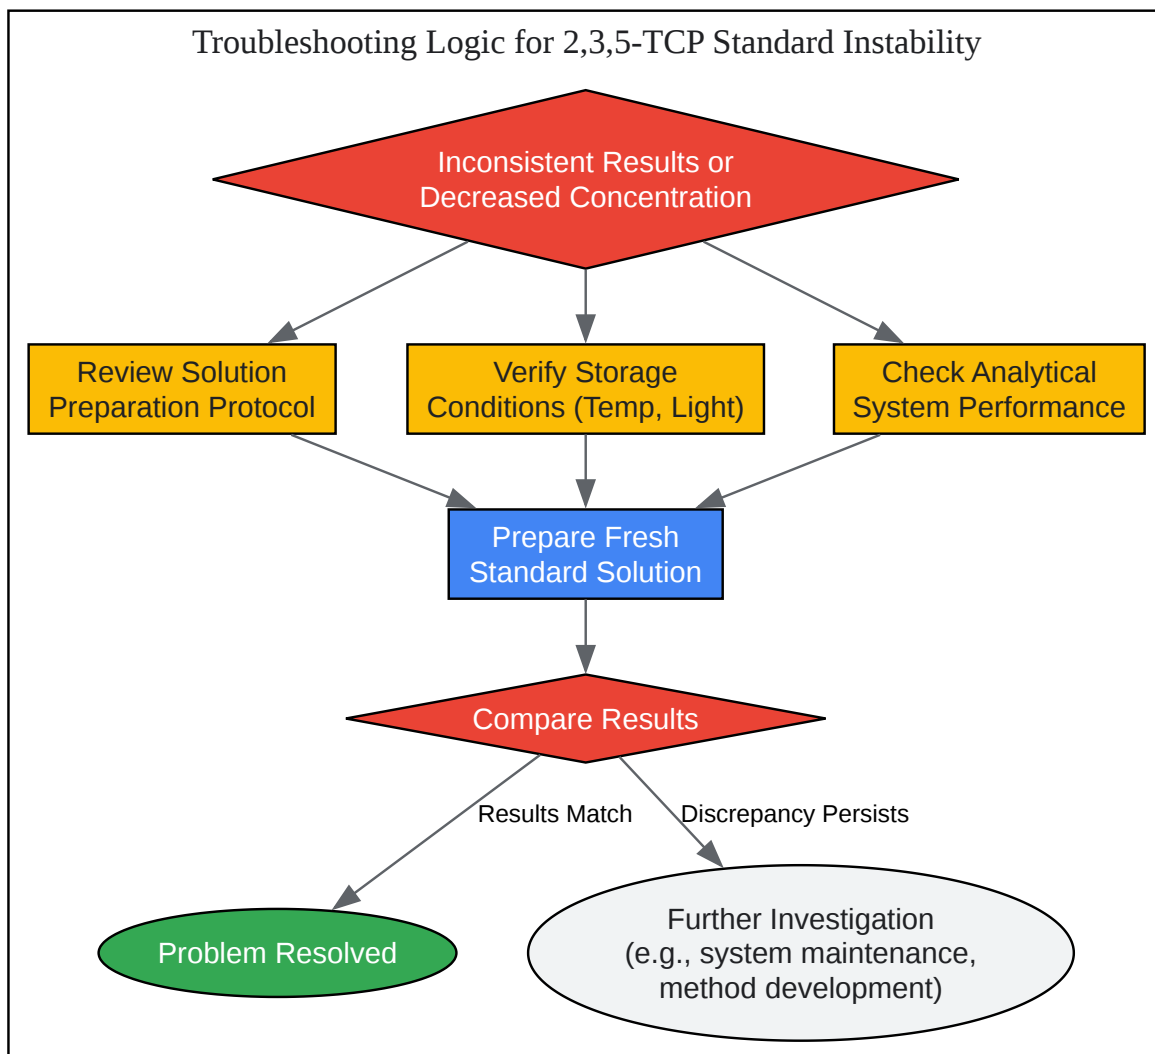 Troubleshooting Logic for 2,3,5-TCP Standard Instability
Inconsistent Results or
Decreased Concentration
Review Solution
Preparation Protocol
Verify Storage
Conditions (Temp, Light)
Check Analytical
System Performance
Prepare Fresh
Standard Solution
Compare Results
Results Match
Discrepancy Persists
Problem Resolved
Further Investigation
(e.g., system maintenance,
method development)